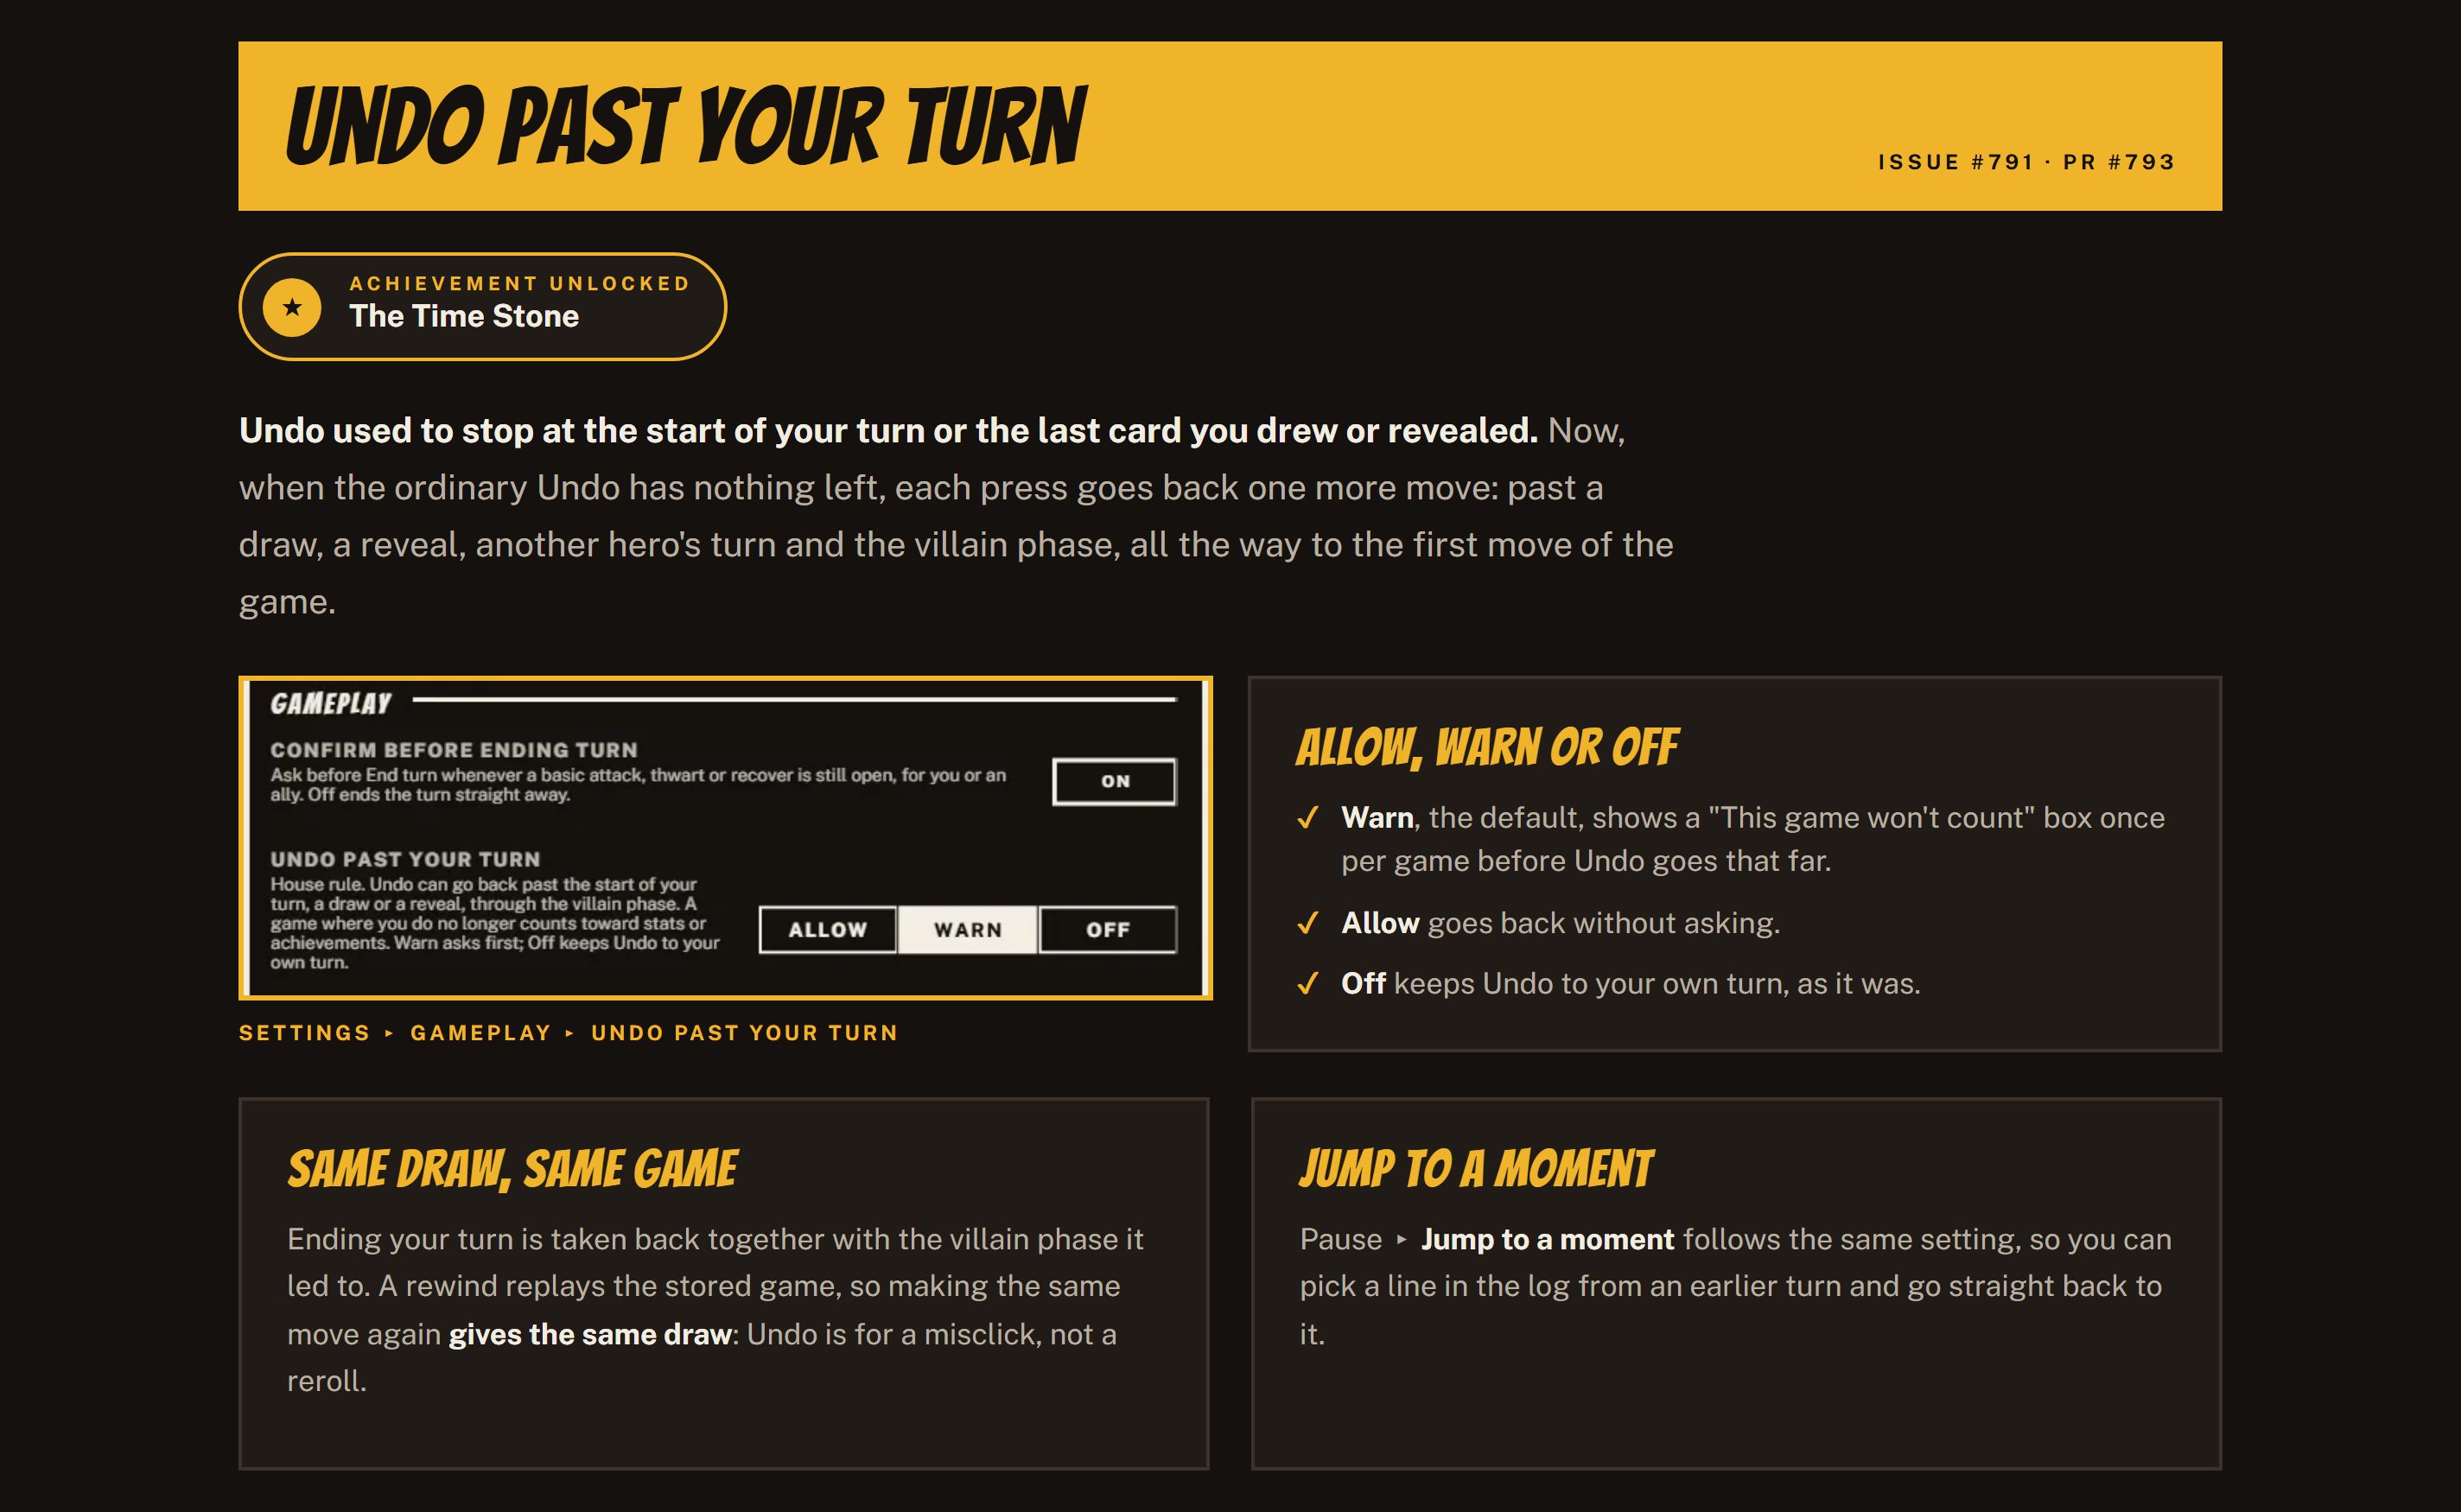 UNDO PAST YOUR TURN
ISSUE #791 · PR #793
★
ACHIEVEMENT UNLOCKED
The Time Stone
Undo used to stop at the start of your turn or the last card you drew or revealed. Now,
when the ordinary Undo has nothing left, each press goes back one more move: past a
draw, a reveal, another hero's turn and the villain phase, all the way to the first move of the
game.
GAMEPLAY
CONFIRM BEFORE ENDING TURN
Ask before End turn whenever a basic attack, thwart or recover is still open, for you or an
ally. Off ends the turn straight away.
ON
UNDO PAST YOUR TURN
House rule. Undo can go back past the start of your
turn, a draw or a reveal, through the villain phase. A
game where you do no longer counts toward stats or
achievements. Warn asks first; Off keeps Undo to your
own turn.
ALLOW WARN OFF
SETTINGS ▸ GAMEPLAY ▸ UNDO PAST YOUR TURN
ALLOW, WARN OR OFF
✓ Warn, the default, shows a "This game won't count" box once
per game before Undo goes that far.
✓ Allow goes back without asking.
✓ Off keeps Undo to your own turn, as it was.
SAME DRAW, SAME GAME
Ending your turn is taken back together with the villain phase it
led to. A rewind replays the stored game, so making the same
move again gives the same draw: Undo is for a misclick, not a
reroll.
JUMP TO A MOMENT
Pause ▸ Jump to a moment follows the same setting, so you can
pick a line in the log from an earlier turn and go straight back to
it.